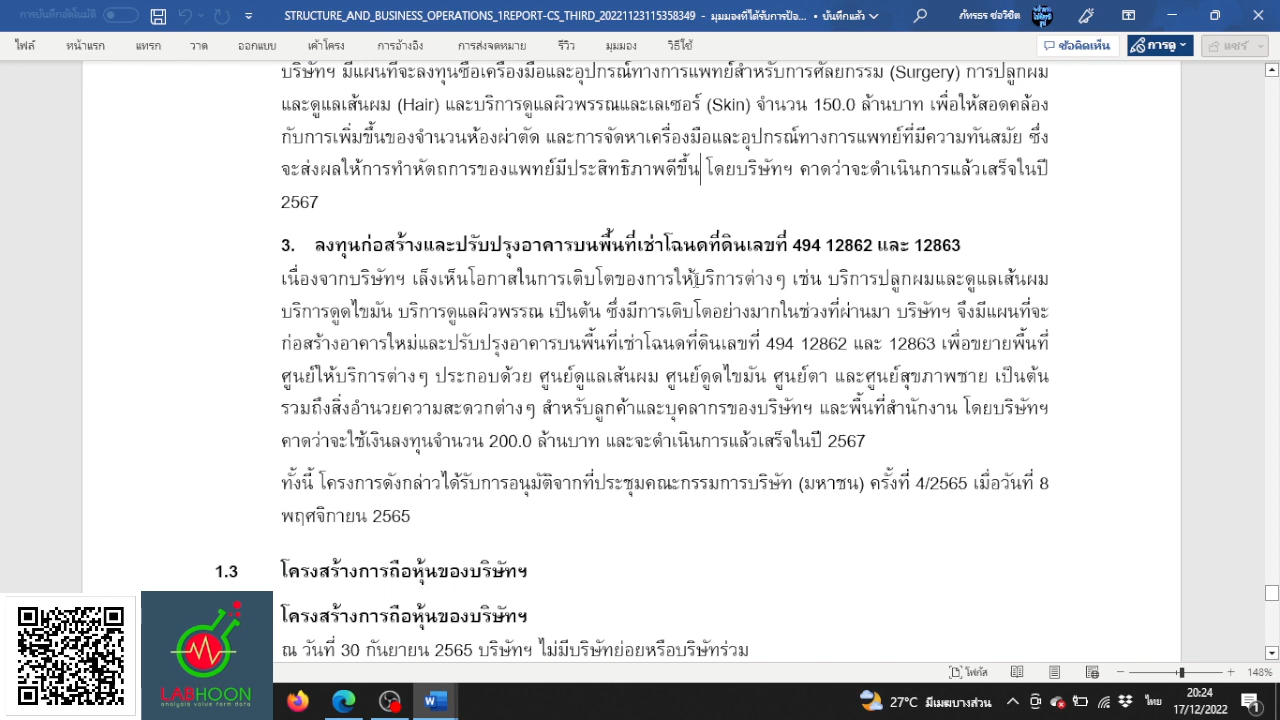 การบันทึกอัตโนมัติ
STRUCTURE_AND_BUSINESS_OPERATIONS_1REPORT-CS_THIRD_20221123115358349 - มุมมองที่ได้รับการป้อ... • บันทึกแล้ว
ภัทรธร ช่อวิชิต
ไฟล์ หน้าแรก แทรก วาด ออกแบบ เค้าโครง การอ้างอิง การส่งจดหมาย รีวิว มุมมอง วิธีใช้ ข้อคิดเห็น การดู แชร์
บริษัทฯ มีแผนที่จะลงทุนซื้อเครื่องมือและอุปกรณ์ทางการแพทย์สำหรับการศัลยกรรม (Surgery) การปลูกผม
และดูแลเส้นผม (Hair) และบริการดูแลผิวพรรณและเลเซอร์ (Skin) จำนวน 150.0 ล้านบาท เพื่อให้สอดคล้อง
กับการเพิ่มขึ้นของจำนวนห้องผ่าตัด และการจัดหาเครื่องมือและอุปกรณ์ทางการแพทย์ที่มีความทันสมัย ซึ่ง
จะส่งผลให้การทำหัตถการของแพทย์มีประสิทธิภาพดีขึ้น โดยบริษัทฯ คาดว่าจะดำเนินการแล้วเสร็จในปี
2567
3. ลงทุนก่อสร้างและปรับปรุงอาคารบนพื้นที่เช่าโฉนดที่ดินเลขที่ 494 12862 และ 12863
เนื่องจากบริษัทฯ เล็งเห็นโอกาสในการเติบโตของการให้บริการต่างๆ เช่น บริการปลูกผมและดูแลเส้นผม
บริการดูดไขมัน บริการดูแลผิวพรรณ เป็นต้น ซึ่งมีการเติบโตอย่างมากในช่วงที่ผ่านมา บริษัทฯ จึงมีแผนที่จะ
ก่อสร้างอาคารใหม่และปรับปรุงอาคารบนพื้นที่เช่าโฉนดที่ดินเลขที่ 494 12862 และ 12863 เพื่อขยายพื้นที่
ศูนย์ให้บริการต่างๆ ประกอบด้วย ศูนย์ดูแลเส้นผม ศูนย์ดูดไขมัน ศูนย์ตา และศูนย์สุขภาพชาย เป็นต้น
รวมถึงสิ่งอำนวยความสะดวกต่างๆ สำหรับลูกค้าและบุคลากรของบริษัทฯ และพื้นที่สำนักงาน โดยบริษัทฯ
คาดว่าจะใช้เงินลงทุนจำนวน 200.0 ล้านบาท และจะดำเนินการแล้วเสร็จในปี 2567
ทั้งนี้ โครงการดังกล่าวได้รับการอนุมัติจากที่ประชุมคณะกรรมการบริษัท (มหาชน) ครั้งที่ 4/2565 เมื่อวันที่ 8
พฤศจิกายน 2565
1.3 โครงสร้างการถือหุ้นของบริษัทฯ
โครงสร้างการถือหุ้นของบริษัทฯ
ณ วันที่ 30 กันยายน 2565 บริษัทฯ ไม่มีบริษัทย่อยหรือบริษัทร่วม
LABHOON
analysis value form data
โฟกัส
148%
27°C มีเมฆบางส่วน
ไทย
20:24
17/12/2022
1